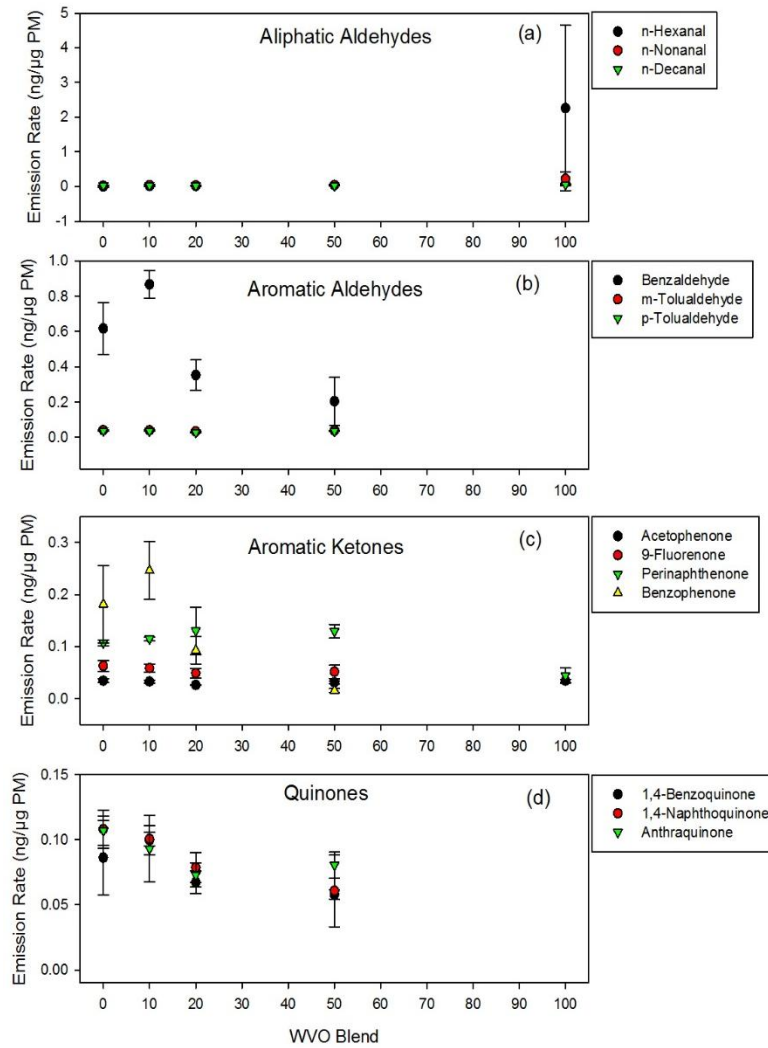 Aliphatic Aldehydes
(a)
n-Hexanal
n-Nonanal
n-Decanal
Emission Rate (ng/µg PM)
5
4
3
2
1
0
-1
0 10 20 30 40 50 60 70 80 90 100
Aromatic Aldehydes
(b)
Benzaldehyde
m-Tolualdehyde
p-Tolualdehyde
Emission Rate (ng/µg PM)
1.0
0.8
0.6
0.4
0.2
0.0
0 10 20 30 40 50 60 70 80 90 100
Aromatic Ketones
(c)
Acetophenone
9-Fluorenone
Perinaphthenone
Benzophenone
Emission Rate (ng/µg PM)
0.3
0.2
0.1
0.0
0 10 20 30 40 50 60 70 80 90 100
Quinones
(d)
1,4-Benzoquinone
1,4-Naphthoquinone
Anthraquinone
Emission Rate (ng/µg PM)
0.15
0.10
0.05
0.00
0 10 20 30 40 50 60 70 80 90 100
WVO Blend